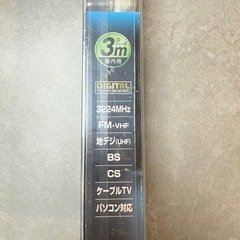 3m
室内用
DIGITAL
3224MHz
FM・VHF
地デジ(UHF)
BS
CS
ケーブルTV
パソコン対応